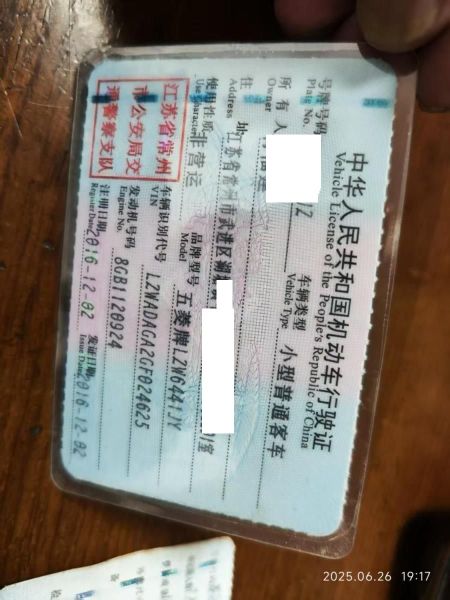 中华人民共和国机动车行驶证
Vehicle License of the People's Republic of China
号牌号码
Plate No.
车辆类型 小型普通客车
Vehicle Type
所有人
Owner
住址 江苏省常州市武进区湖
Address
使用性质 非营运
Use Character
品牌型号 五菱牌LZW6441JY
Model
江苏省常州
市公安局交
通警察支队
车辆识别代号 LZWADAGA2GF024625
VIN
发动机号码 8GB1120924
Engine No.
注册日期 2016-12-02
Register Date
发证日期 2016-12-02
Issue Date
2025.06.26 19:17